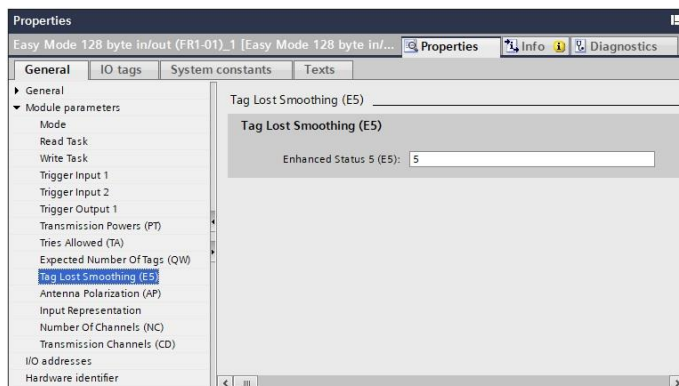 Properties
Easy Mode 128 byte in/out (FR1-01)_1 [Easy Mode 128 byte in/...
Properties
Info
Diagnostics
General
IO tags
System constants
Texts
General
Module parameters
Mode
Read Task
Write Task
Trigger Input 1
Trigger Input 2
Trigger Output 1
Transmission Powers (PT)
Tries Allowed (TA)
Expected Number Of Tags (QW)
Tag Lost Smoothing (E5)
Antenna Polarization (AP)
Input Representation
Number Of Channels (NC)
Transmission Channels (CD)
I/O addresses
Hardware identifier
Tag Lost Smoothing (E5)
Tag Lost Smoothing (E5)
Enhanced Status 5 (E5): 5